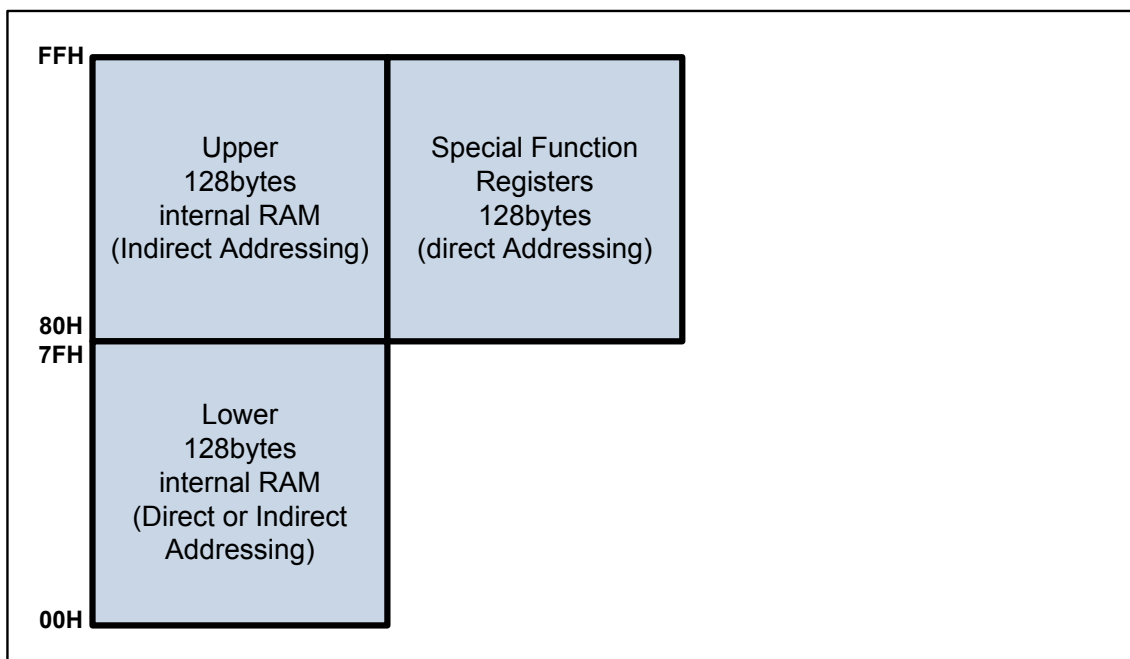 FFH
Upper
128bytes
internal RAM
(Indirect Addressing)
Special Function
Registers
128bytes
(direct Addressing)
80H
7FH
Lower
128bytes
internal RAM
(Direct or Indirect
Addressing)
00H